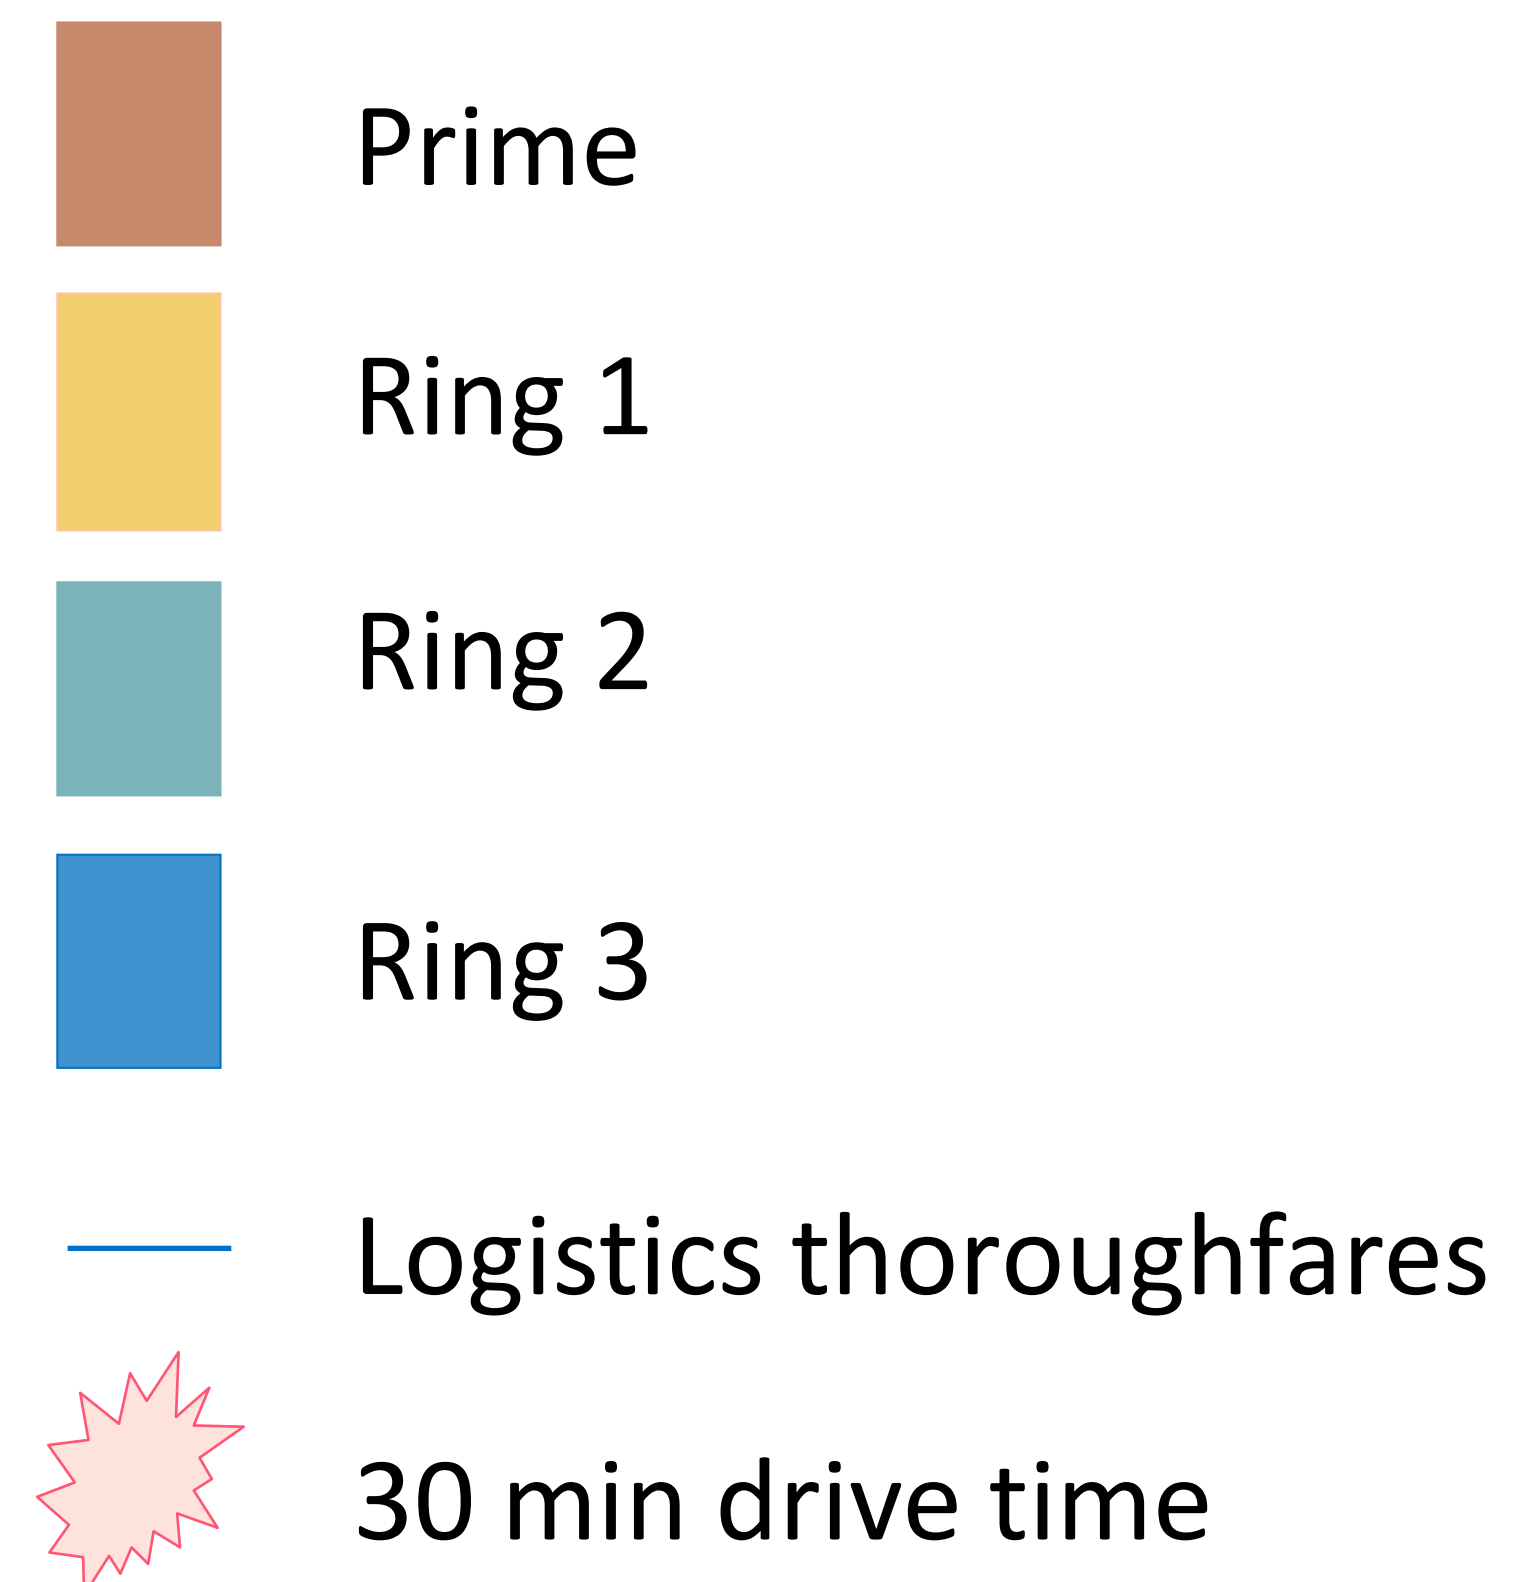 Prime
Ring 1
Ring 2
Ring 3
Logistics thoroughfares
30 min drive time